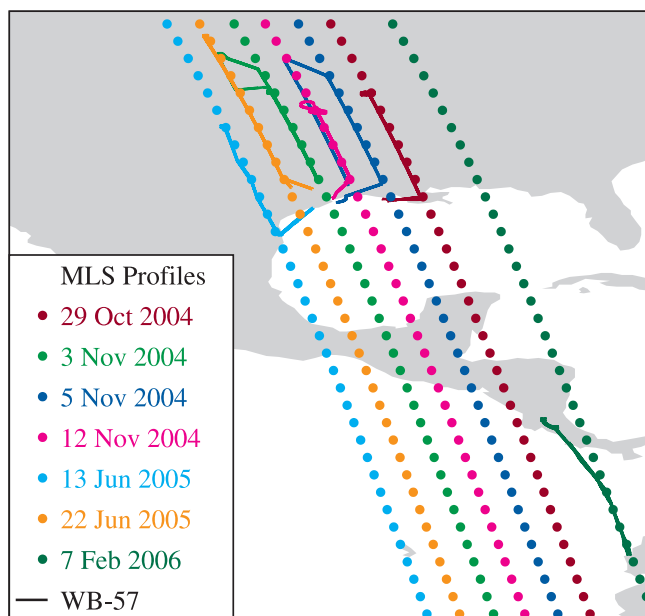 MLS Profiles
29 Oct 2004
3 Nov 2004
5 Nov 2004
12 Nov 2004
13 Jun 2005
22 Jun 2005
7 Feb 2006
WB-57